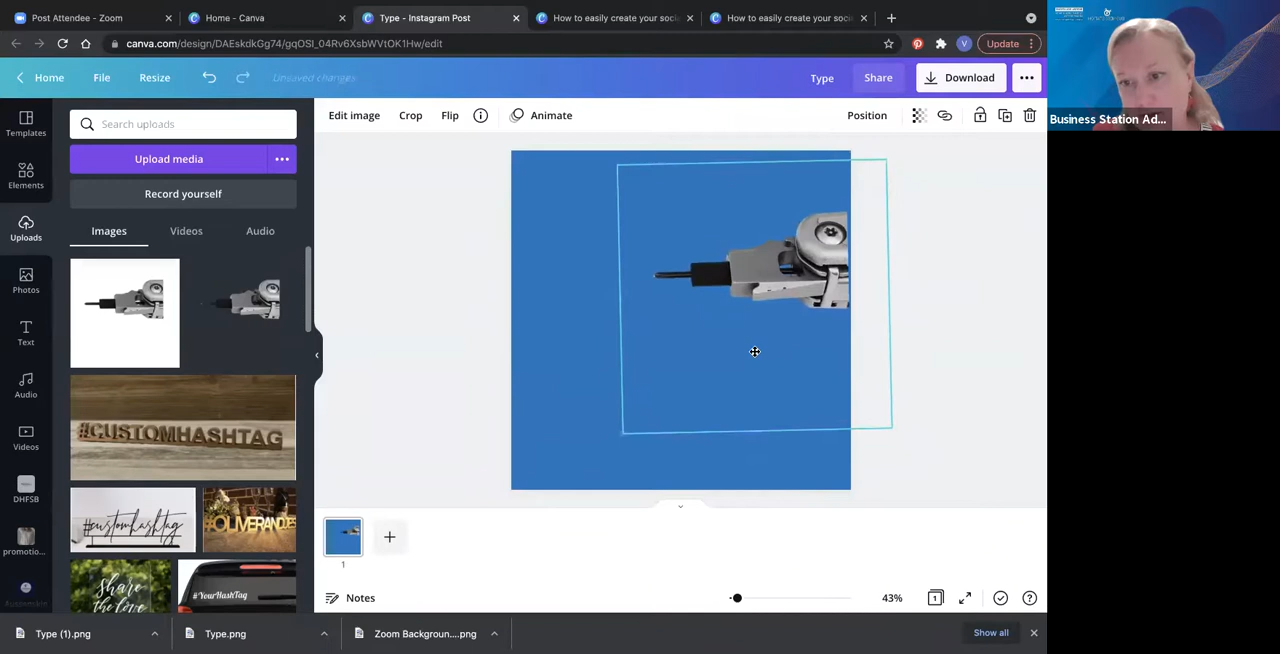 Post Attendee - Zoom
Home - Canva
Type - Instagram Post
How to easily create your soci
How to easily create your soci
canva.com/design/DAEskdkGg74/gqOSI_04Rv6XsbWVtOK1Hw/edit
V
Update
Home
File
Resize
Unsaved changes
Type
Share
Download
Business Station Ad...
Templates
Elements
Uploads
Photos
Text
Audio
Videos
DHFSB
promotio...
Search uploads
Upload media
Record yourself
Images
Videos
Audio
#CUSTOMHASHTAG
#customhashtag
#OLIVERAND
share
the love
#YourHashTag
Edit image
Crop
Flip
Animate
Position
1
Notes
43%
1
Type (1).png
Type.png
Zoom Backgroun....png
Show all